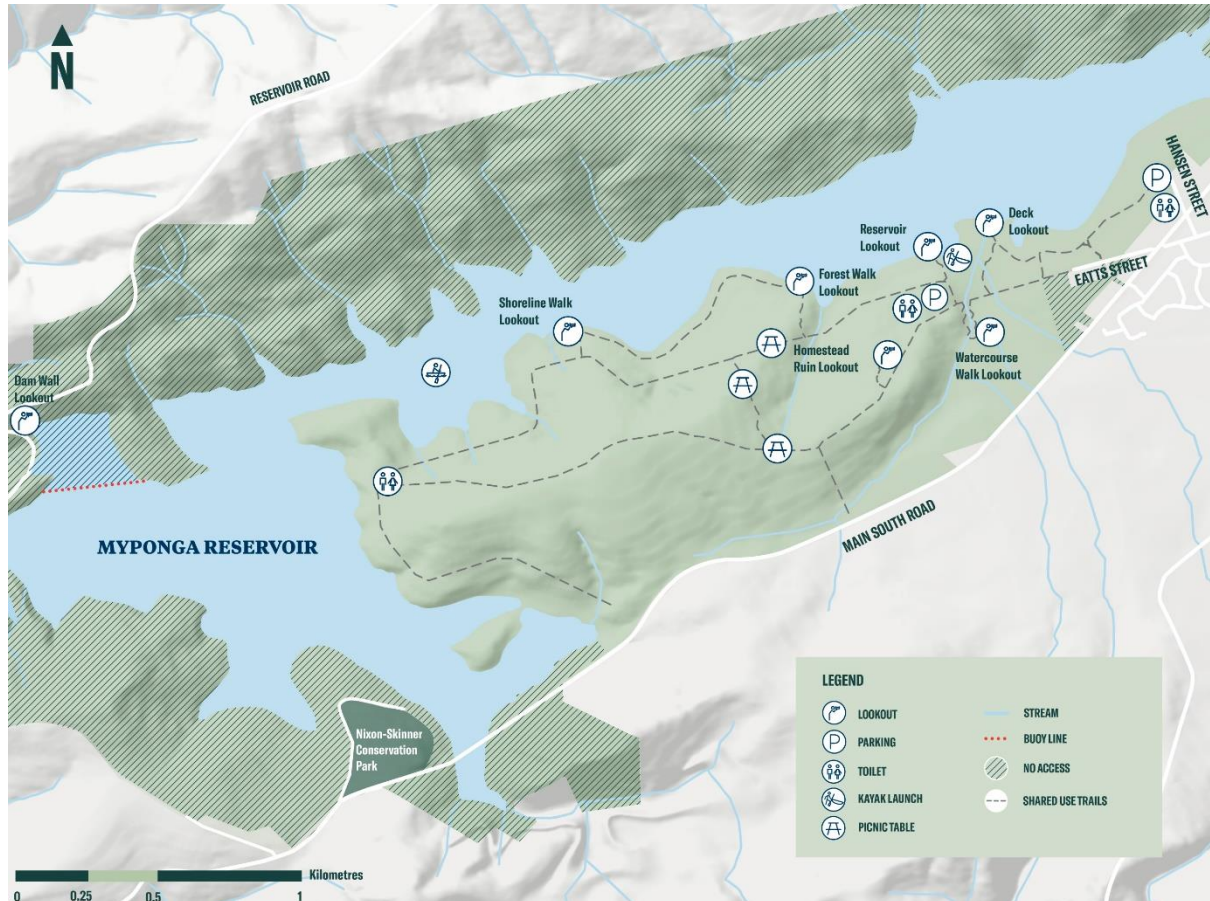 N
RESERVOIR ROAD
HANSEN STREET
P
Deck
Lookout
Reservoir
Lookout
EATTS STREET
Forest Walk
Lookout
P
Shoreline Walk
Lookout
Homestead
Ruin Lookout
Watercourse
Walk Lookout
Dam Wall
Lookout
MAIN SOUTH ROAD
MYPONGA RESERVOIR
Nixon-Skinner
Conservation
Park
LEGEND
LOOKOUT
P PARKING
TOILET
KAYAK LAUNCH
PICNIC TABLE
STREAM
BUOY LINE
NO ACCESS
SHARED USE TRAILS
Kilometres
0 0.25 0.5 1